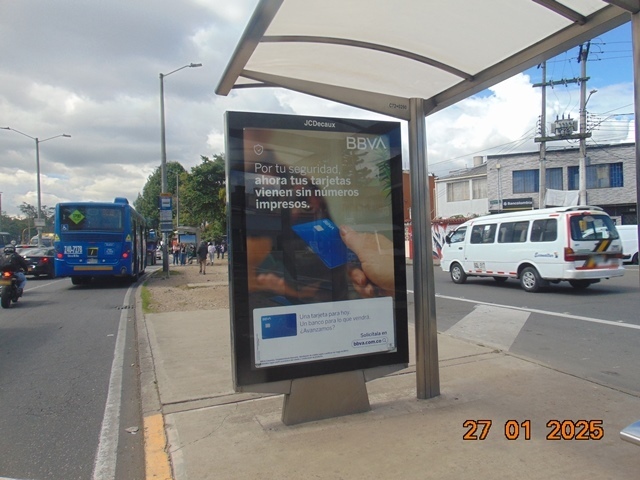 JCDecaux
BBVA
Por tu seguridad,
ahora tus tarjetas
vienen sin números
impresos.
Una tarjeta para hoy.
Un banco para lo que vendrá.
¿Avanzamos?
Solicítala en
bbva.com.co
27 01 2025